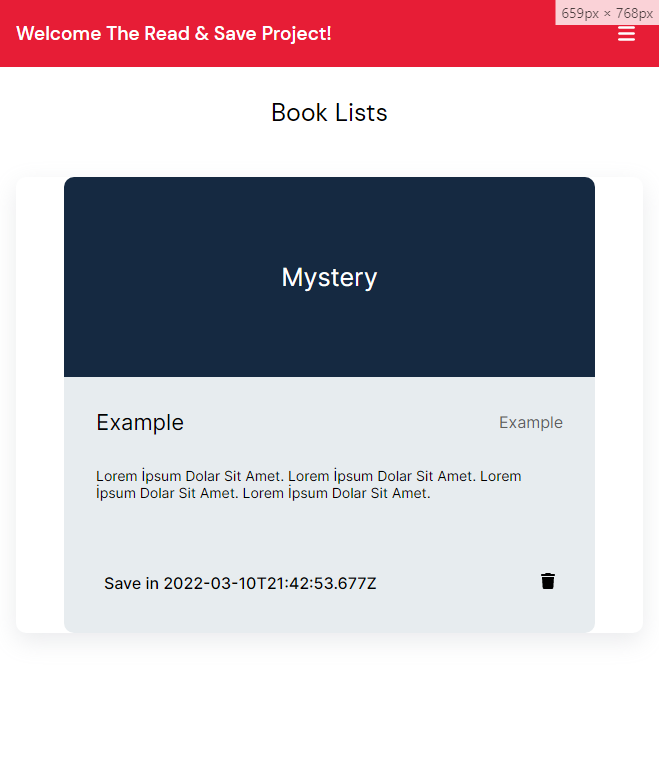 659px × 768px
Welcome The Read & Save Project!
Book Lists
Mystery
Example
Example
Lorem İpsum Dolar Sit Amet. Lorem İpsum Dolar Sit Amet. Lorem
İpsum Dolar Sit Amet. Lorem İpsum Dolar Sit Amet.
Save in 2022-03-10T21:42:53.677Z